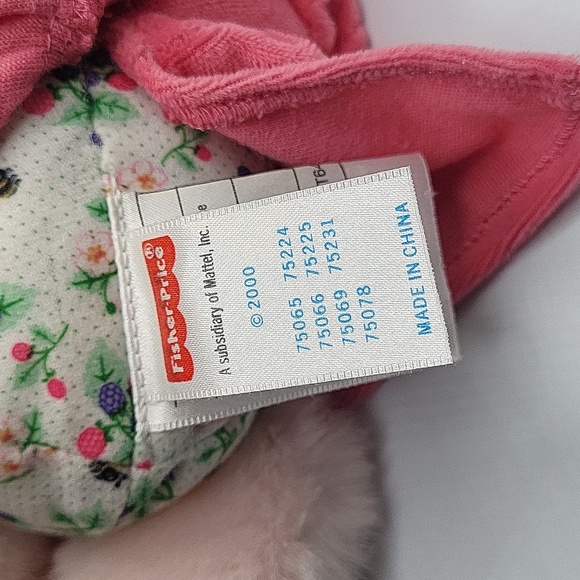 Fisher-Price®
A subsidiary of Mattel, Inc.
© 2000
75065 75224
75066 75225
75069 75231
75078
MADE IN CHINA